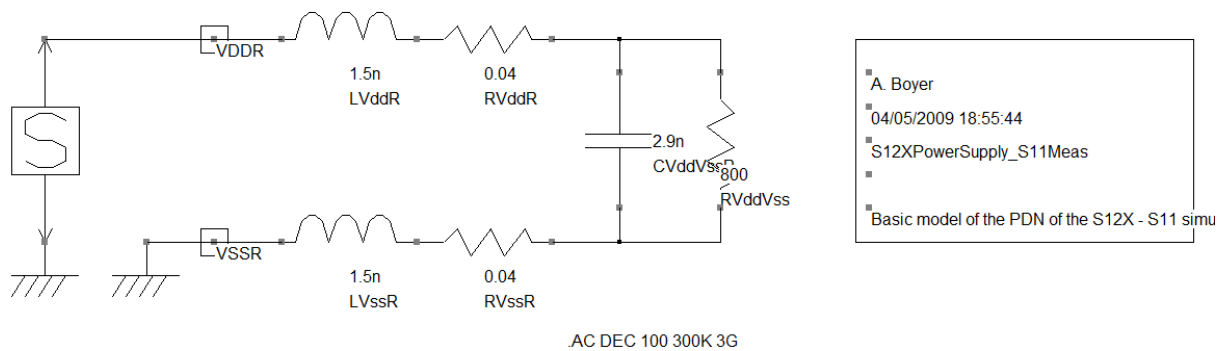 VDDR
1.5n
LVddR
0.04
RVddR
2.9n
CVddVssR
800
RVddVss
VSSR
1.5n
LVssR
0.04
RVssR
.AC DEC 100 300K 3G
A. Boyer
04/05/2009 18:55:44
S12XPowerSupply_S11Meas
Basic model of the PDN of the S12X - S11 simu